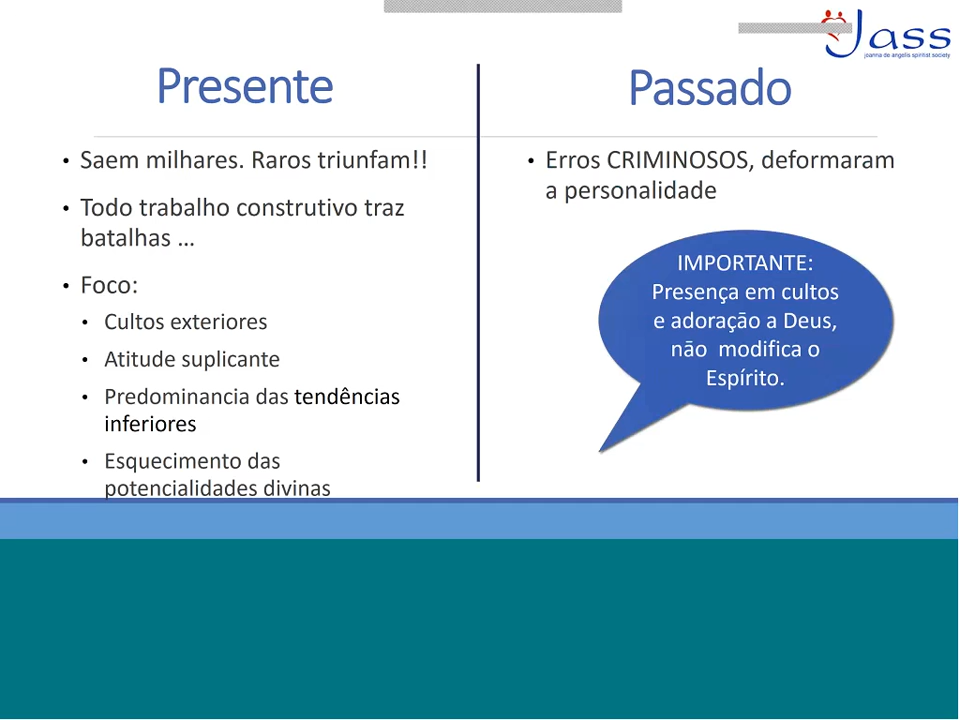 Jass
joanna de angelis spiritist society
Presente
• Saem milhares. Raros triunfam!!
• Todo trabalho construtivo traz
batalhas …
• Foco:
• Cultos exteriores
• Atitude suplicante
• Predominancia das tendências
inferiores
• Esquecimento das
potencialidades divinas
Passado
• Erros CRIMINOSOS, deformaram
a personalidade
IMPORTANTE:
Presença em cultos
e adoração a Deus,
não modifica o
Espírito.